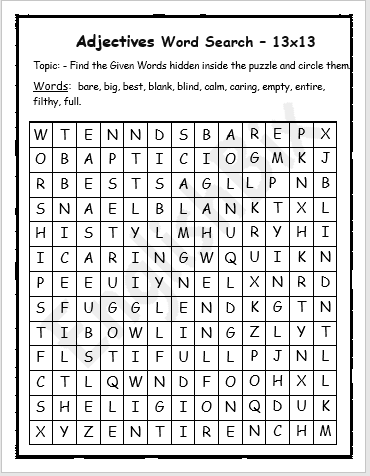 Adjectives Word Search – 13x13
Topic: - Find the Given Words hidden inside the puzzle and circle them.
Words: bare, big, best, blank, blind, calm, caring, empty, entire,
filthy, full.
W T E N N D S B A R E P X
O B A P T I C I O G M K J
R B E S T S A G L L P N B
S N A E L B L A N K T X L
H I S T Y L M H U R Y H I
I C A R I N G W Q U I K N
P E E U I Y N E L X N R D
S F U G G L E N D K G T N
T I B O W L I N G Z L Y T
F L S T I F U L L P J N L
C T L Q W N D F O O H X L
S H E L I G I O N Q D U K
X Y Z E N T I R E N C H M